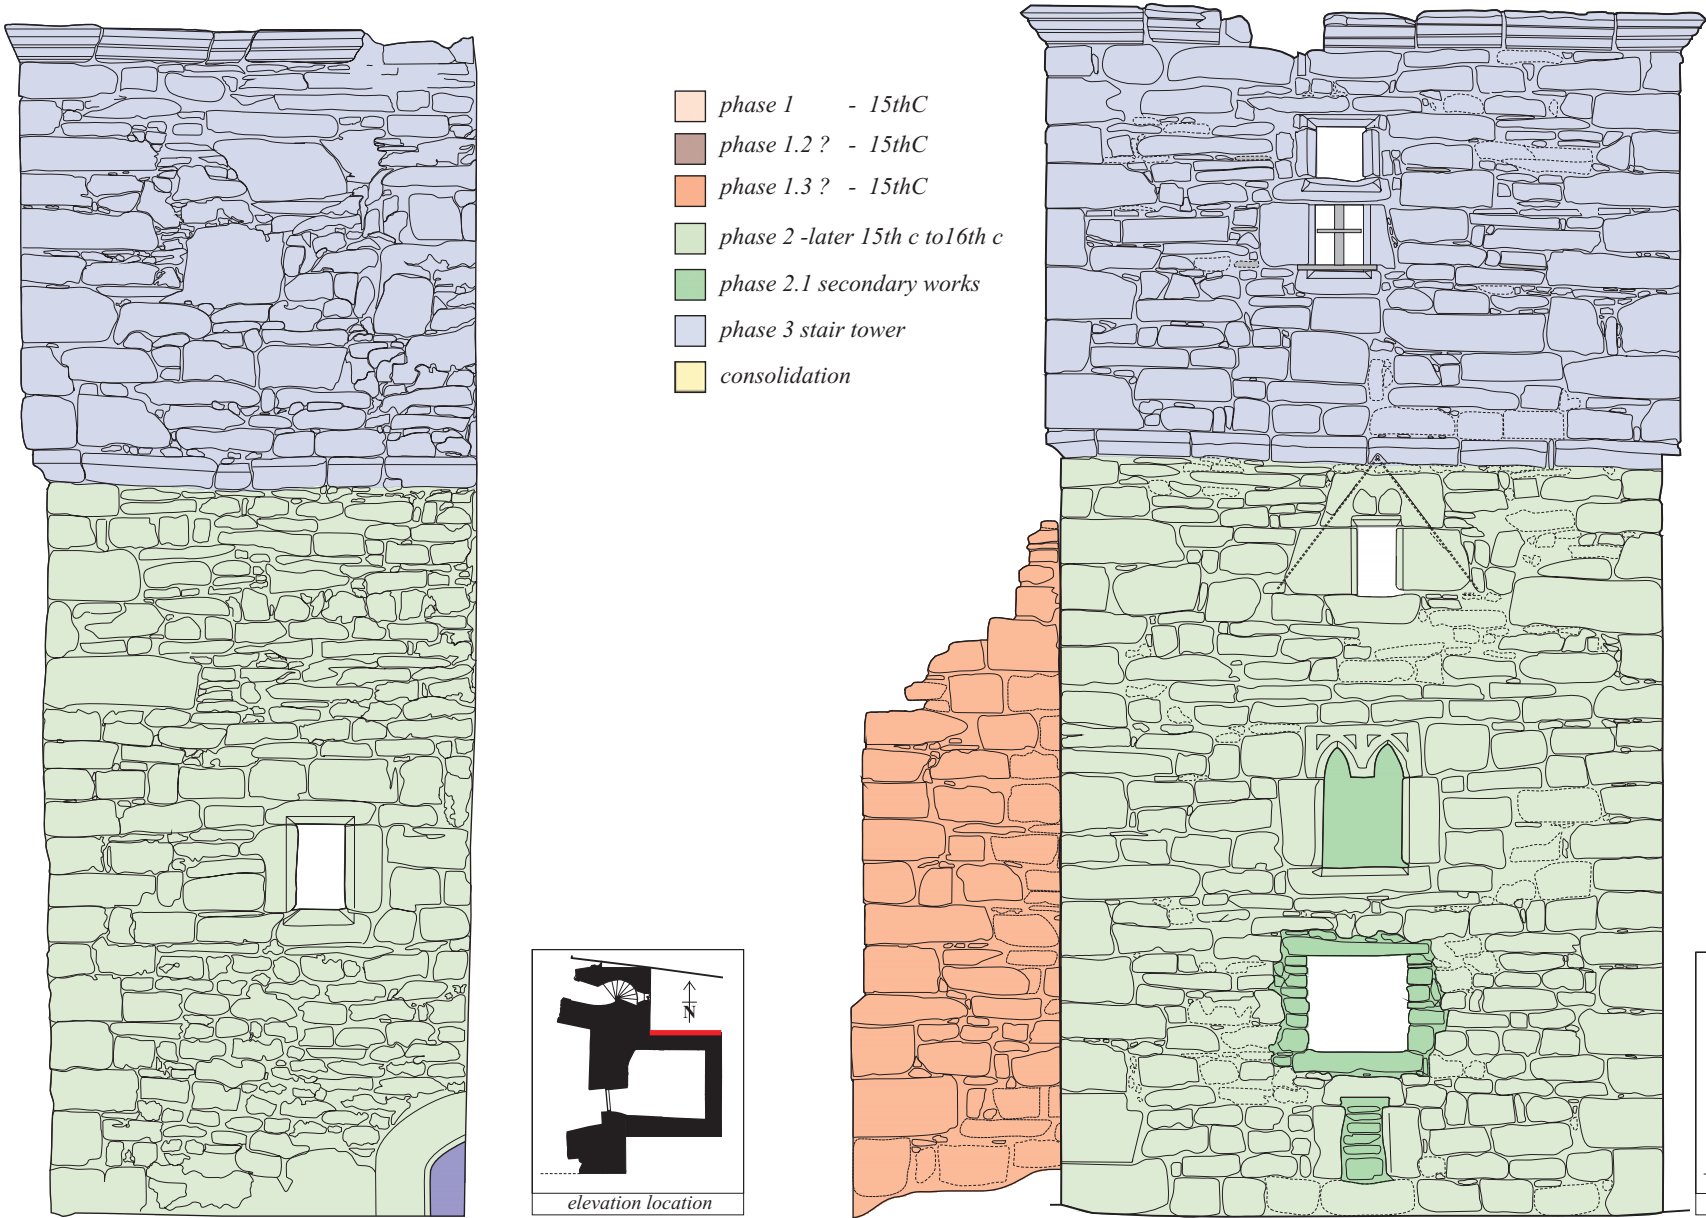 phase 1 - 15thC
phase 1.2 ? - 15thC
phase 1.3 ? - 15thC
phase 2 -later 15th c to16th c
phase 2.1 secondary works
phase 3 stair tower
consolidation
N
elevation location